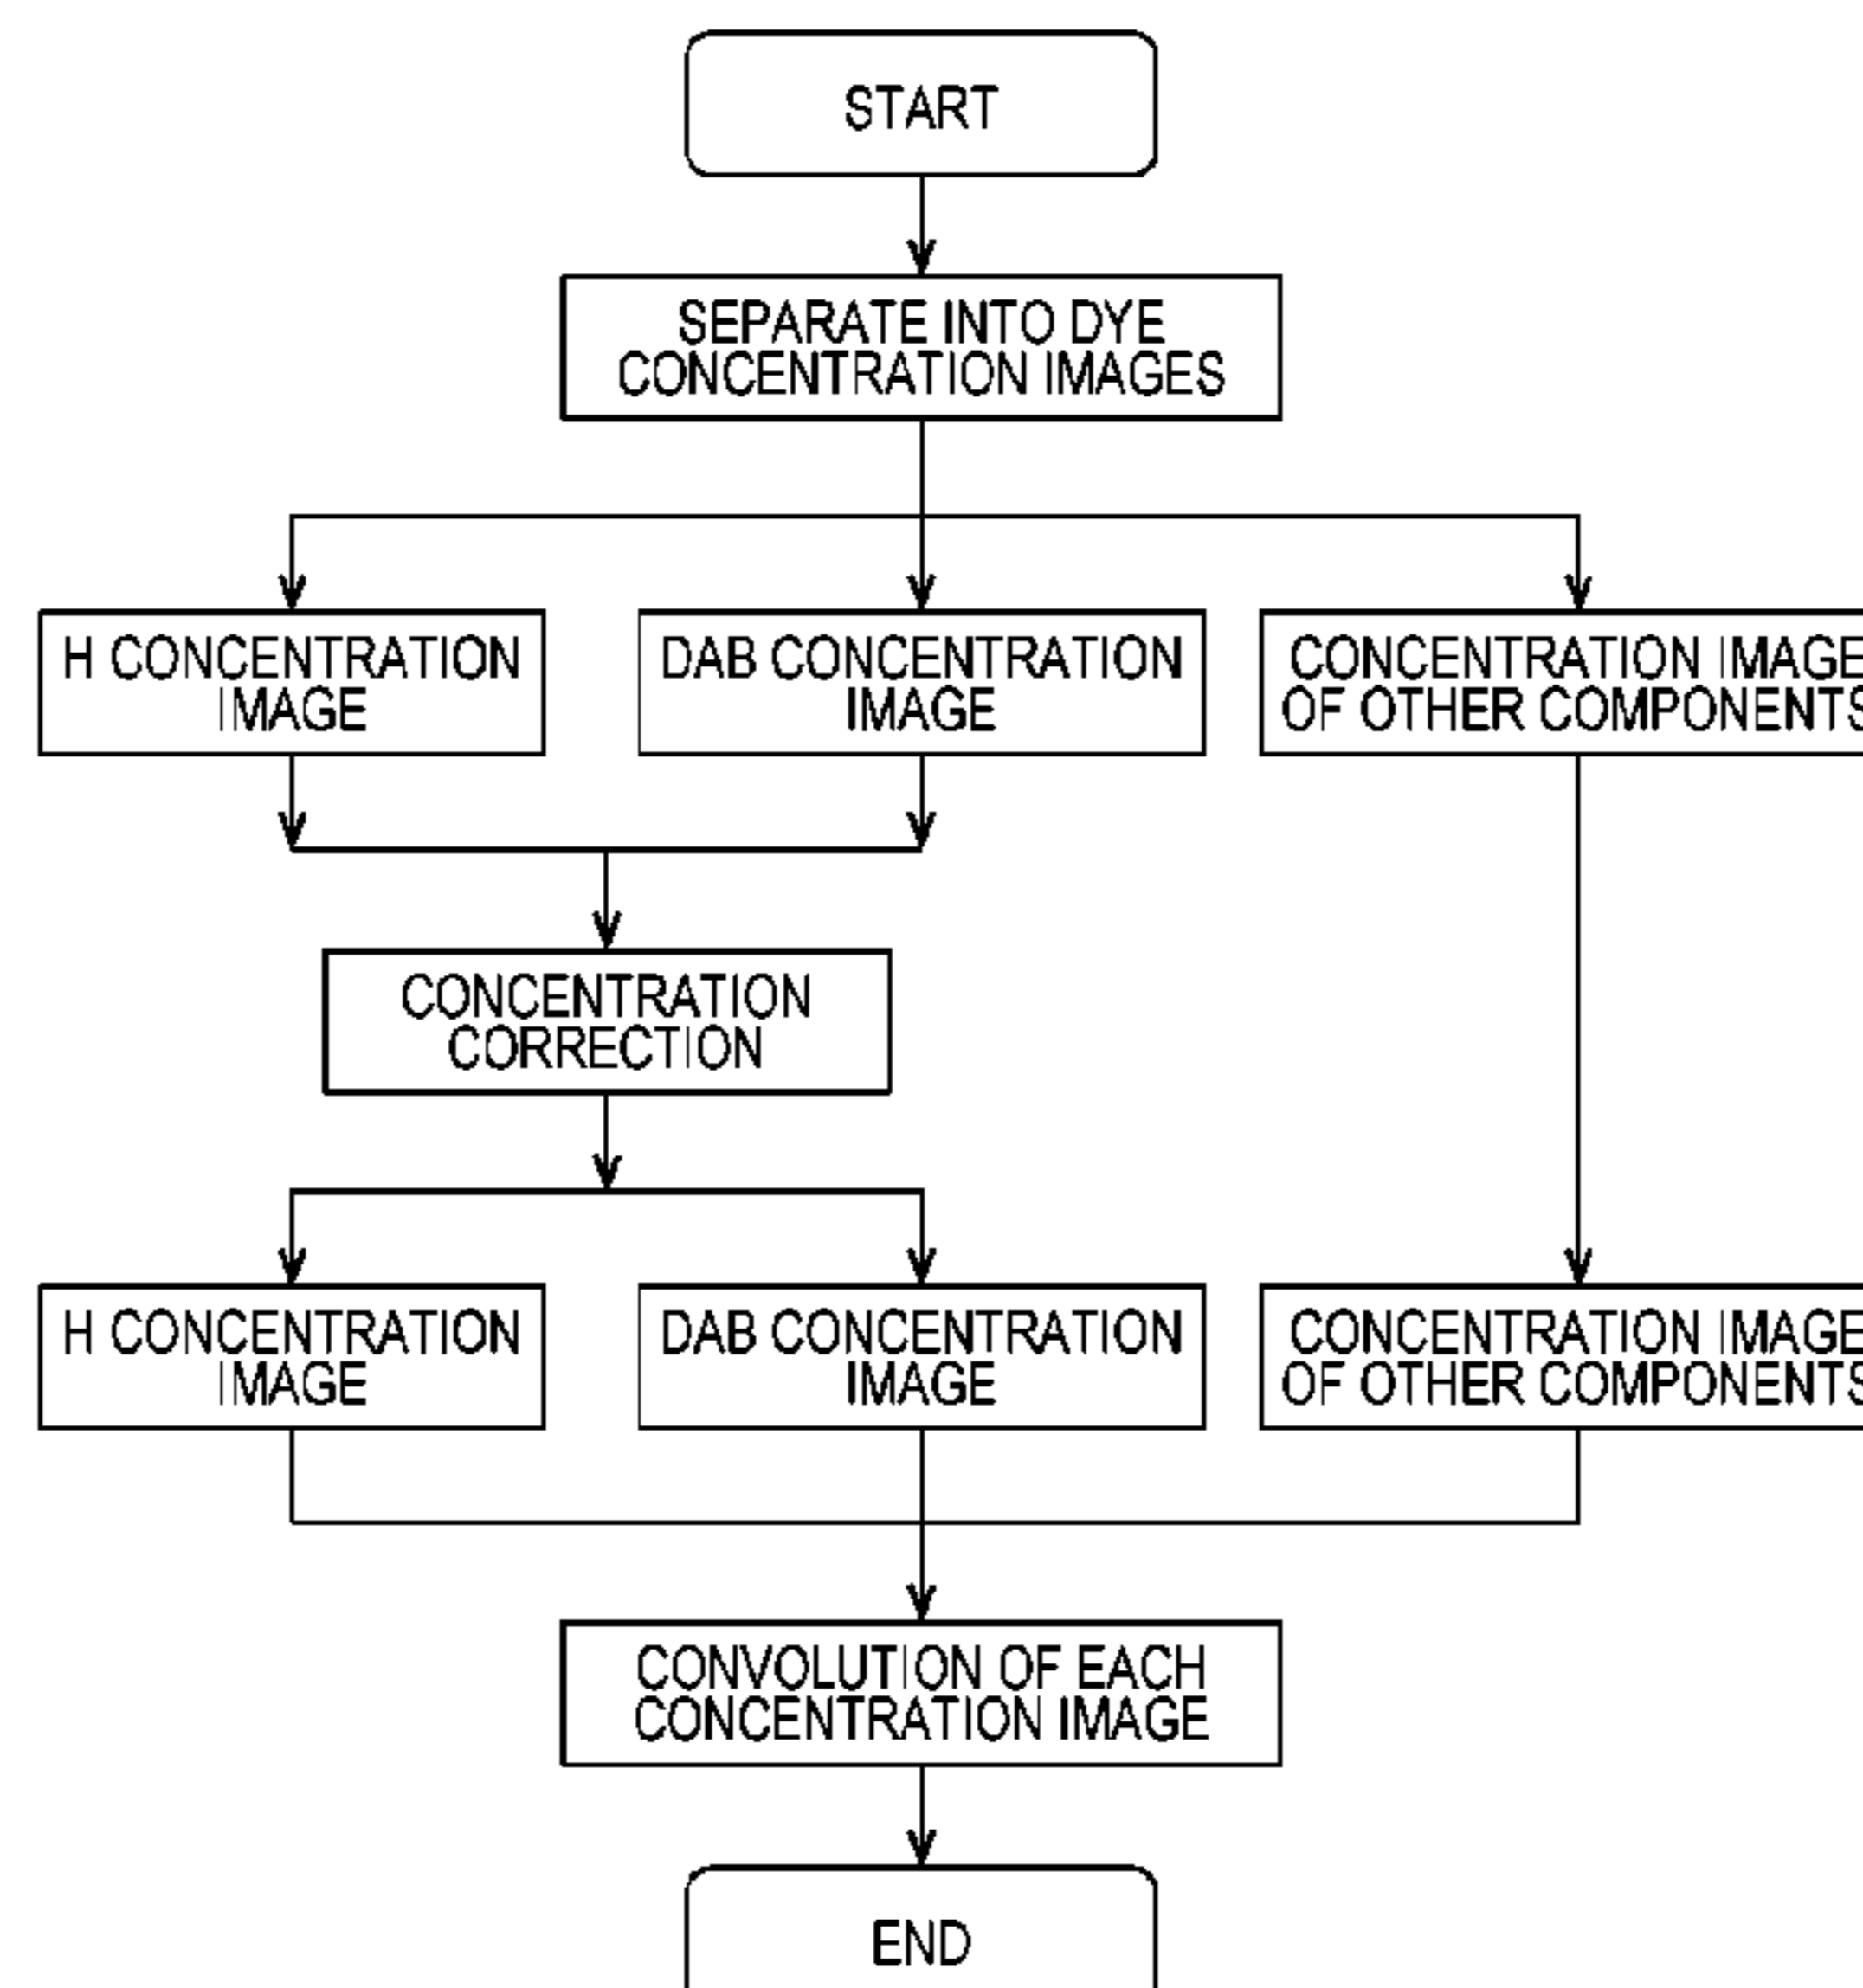 START
SEPARATE INTO DYE
CONCENTRATION IMAGES
H CONCENTRATION
IMAGE
DAB CONCENTRATION
IMAGE
CONCENTRATION IMAGE
OF OTHER COMPONENTS
CONCENTRATION
CORRECTION
H CONCENTRATION
IMAGE
DAB CONCENTRATION
IMAGE
CONCENTRATION IMAGE
OF OTHER COMPONENTS
CONVOLUTION OF EACH
CONCENTRATION IMAGE
END